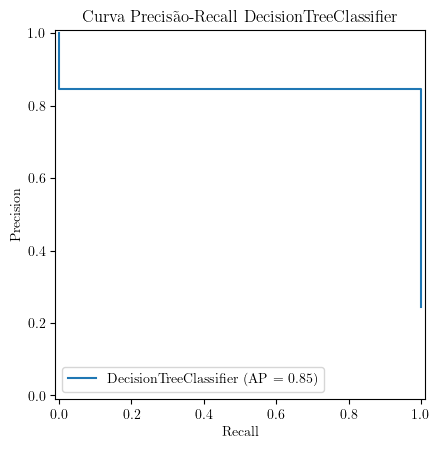 Curva Precisão-Recall DecisionTreeClassifier
1.0
0.8
0.6
0.4
0.2
0.0
Precision
DecisionTreeClassifier (AP = 0.85)
0.0 0.2 0.4 0.6 0.8 1.0
Recall